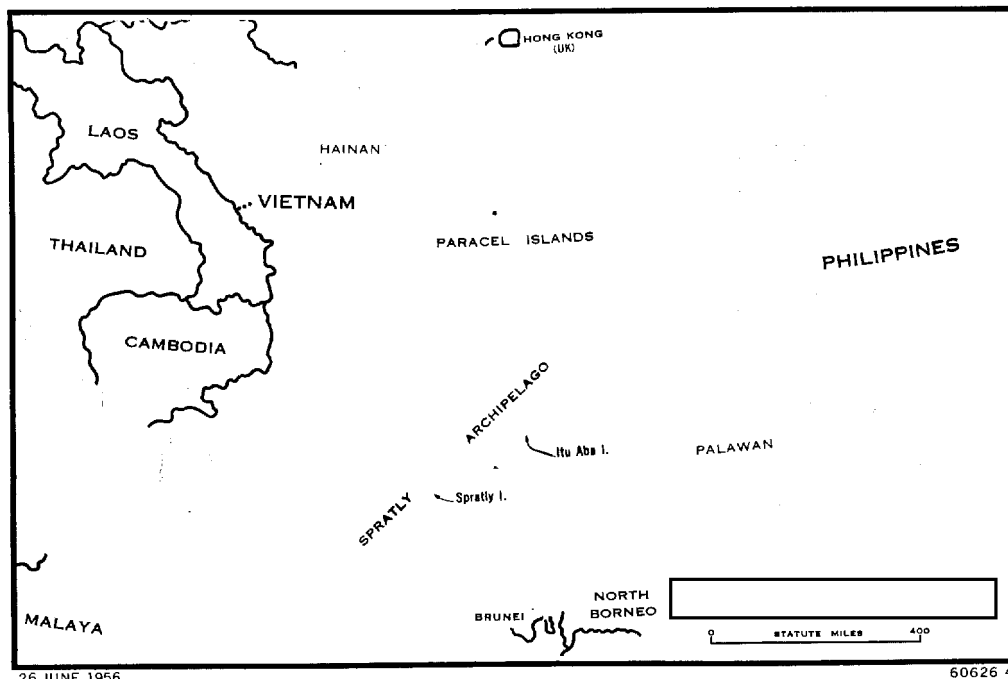 HONG KONG
(UK)
LAOS
HAINAN
VIETNAM
PARACEL ISLANDS
THAILAND
PHILIPPINES
CAMBODIA
ARCHIPELAGO
Itu Aba I.
PALAWAN
SPRATLY
Spratly I.
NORTH
BORNEO
BRUNEI
MALAYA
0 STATUTE MILES 400
26 JUNE 1956
60626